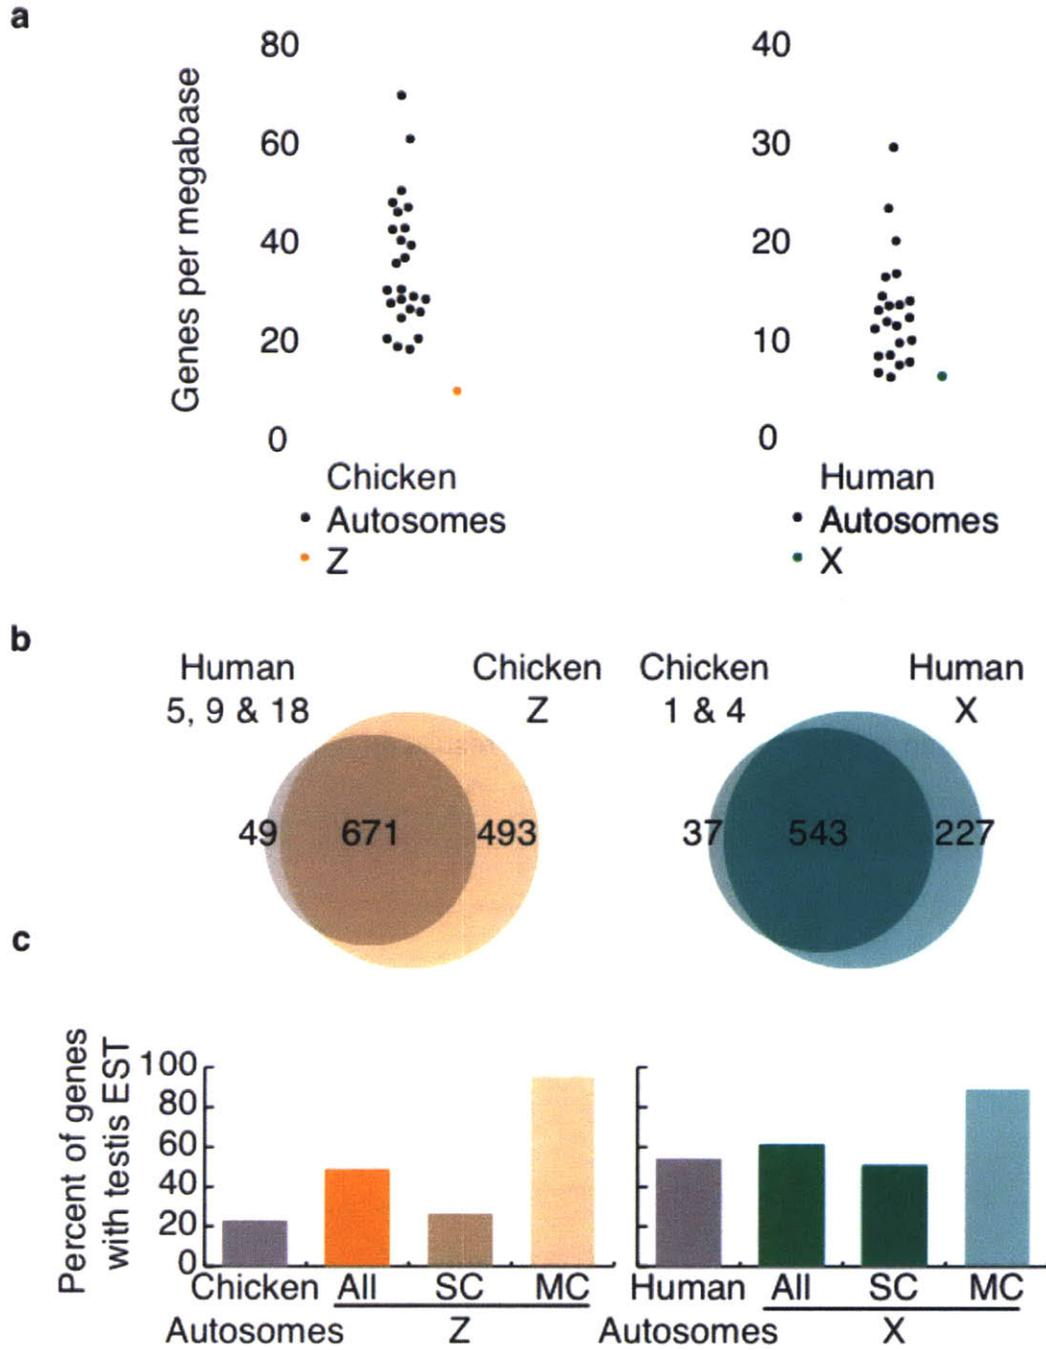 a
Genes per megabase
80
60
40
20
0
Chicken
• Autosomes
• Z
40
30
20
10
0
Human
• Autosomes
• X
b
Human
5, 9 & 18
Chicken
Z
49
671
493
Chicken
1 & 4
Human
X
37
543
227
c
Percent of genes
with testis EST
100
80
60
40
20
0
Chicken
Autosomes
All
SC
MC
Z
Human
Autosomes
All
SC
MC
X